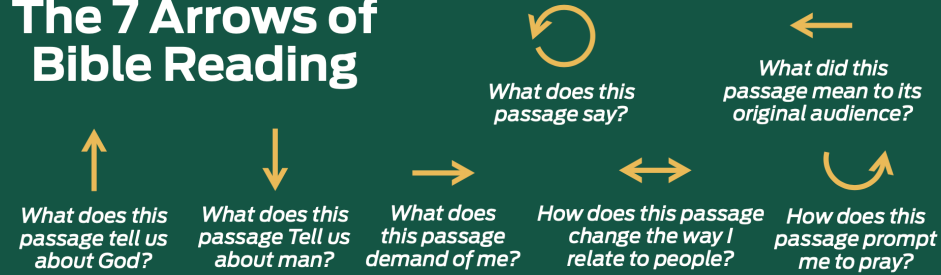 The 7 Arrows of
Bible Reading
What does this
passage say?
What did this
passage mean to its
original audience?
What does this
passage tell us
about God?
What does this
passage Tell us
about man?
What does
this passage
demand of me?
How does this passage
change the way I
relate to people?
How does this
passage prompt
me to pray?